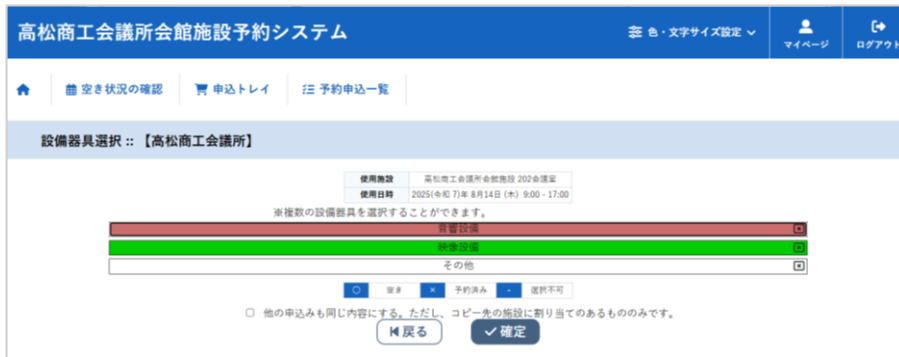 高松商工会議所会館施設予約システム
色・文字サイズ設定
マイページ
ログアウト
空き状況の確認
申込トレイ
予約申込一覧
設備器具選択 :: 【高松商工会議所】
使用施設 高松商工会議所会館施設 202会議室
使用日時 2025(令和 7)年 8月14日 (木) 9:00 - 17:00
※複数の設備器具を選択することができます。
音響設備
映像設備
その他
○ 空き × 予約済み - 選択不可
他の申込みも同じ内容にする。ただし、コピー先の施設に割り当てのあるもののみです。
戻る
確定